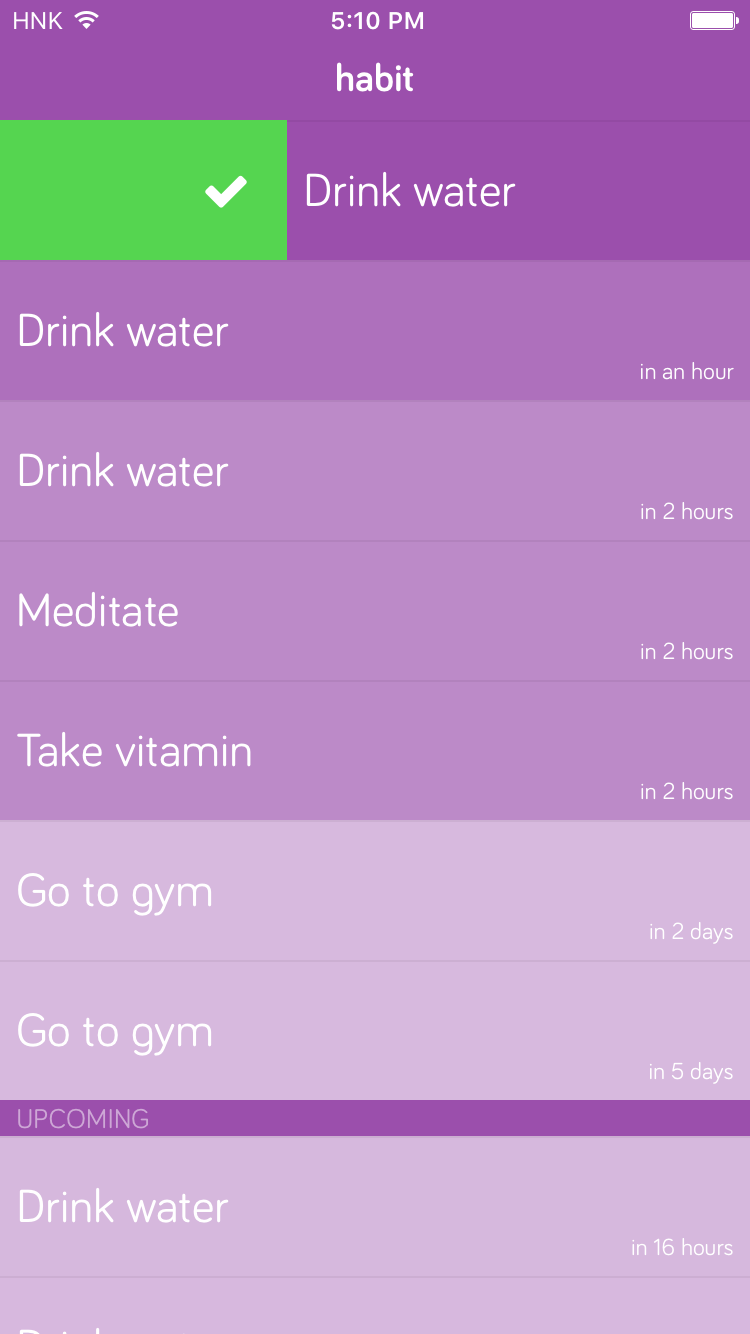 HNK 5:10 PM
habit
Drink water
Drink water
in an hour
Drink water
in 2 hours
Meditate
in 2 hours
Take vitamin
in 2 hours
Go to gym
in 2 days
Go to gym
in 5 days
UPCOMING
Drink water
in 16 hours